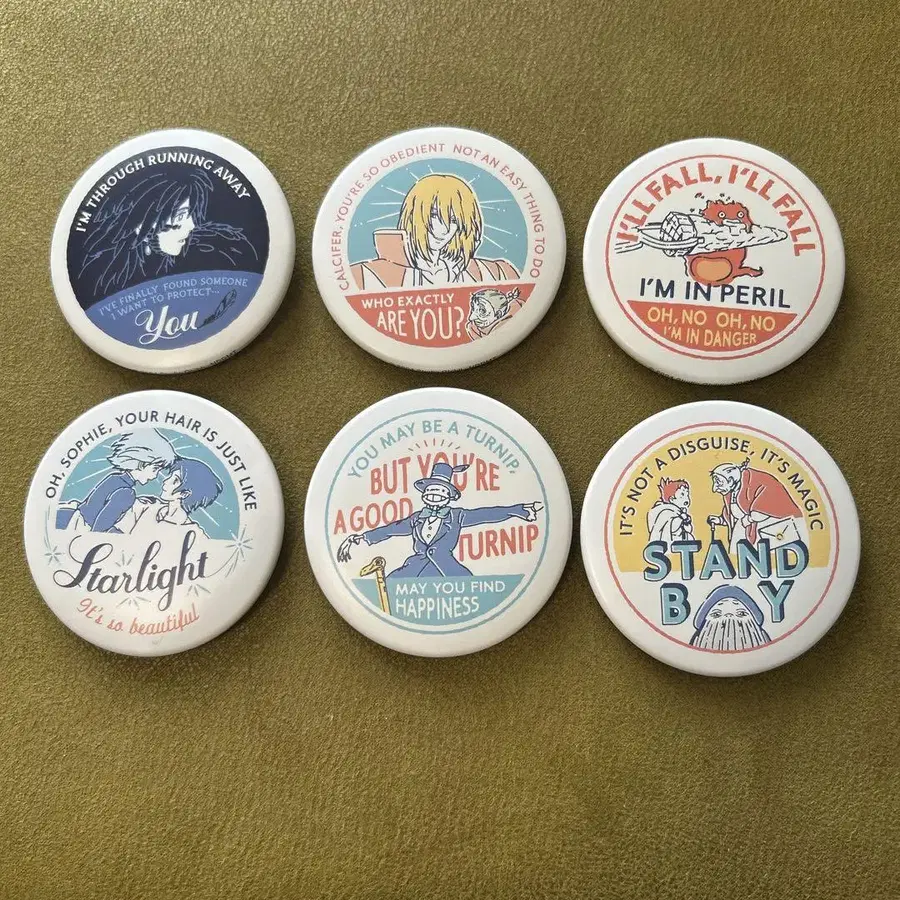 I'M THROUGH RUNNING AWAY
I'VE FINALLY FOUND SOMEONE
I WANT TO PROTECT...
You
CALCIFER, YOU'RE SO OBEDIENT NOT AN EASY THING TO DO
WHO EXACTLY
ARE YOU?
I'LL FALL, I'LL FALL
I'M IN PERIL
OH, NO OH, NO
I'M IN DANGER
OH, SOPHIE, YOUR HAIR IS JUST LIKE
Starlight
It's so beautiful
YOU MAY BE A TURNIP,
BUT YOU'RE
A GOOD
TURNIP
MAY YOU FIND
HAPPINESS
IT'S NOT A DISGUISE, IT'S MAGIC
STAND
BOY